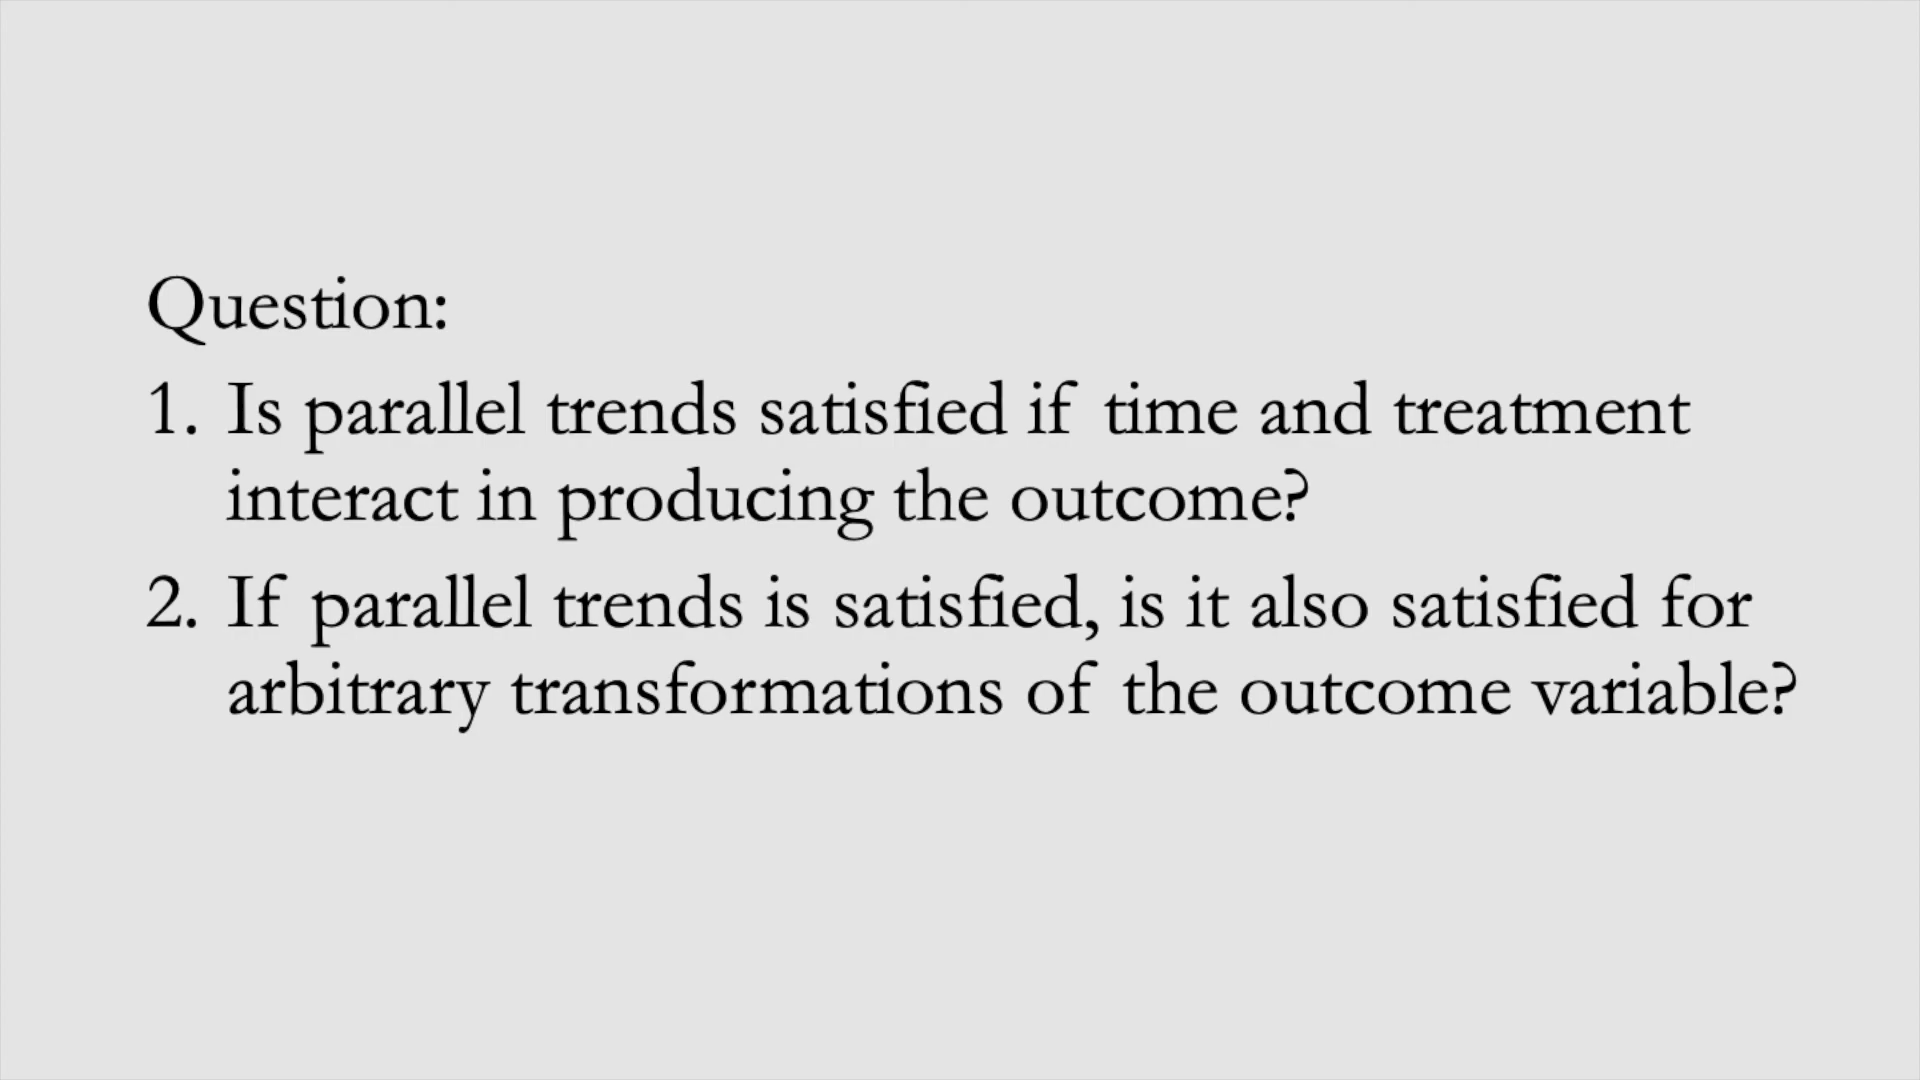 Question:
1. Is parallel trends satisfied if time and treatment
interact in producing the outcome?
2. If parallel trends is satisfied, is it also satisfied for
arbitrary transformations of the outcome variable?